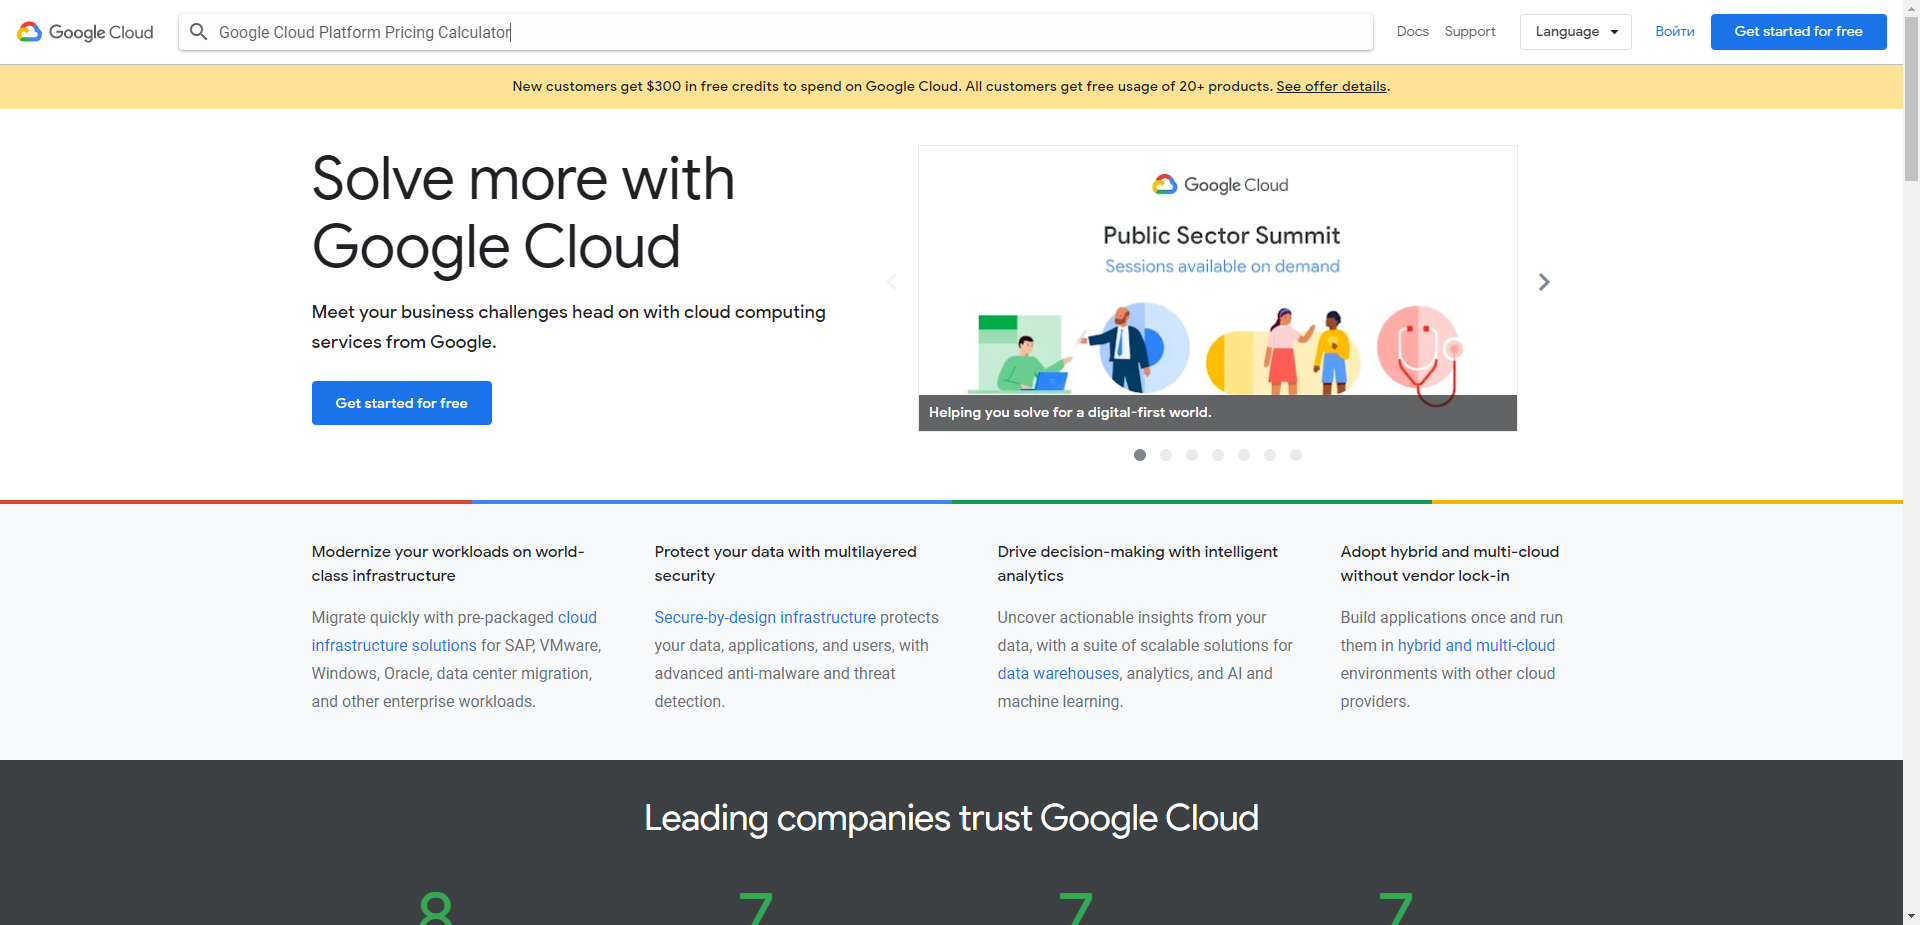 Google Cloud
Google Cloud Platform Pricing Calculator
Docs
Support
Language
Войти
Get started for free
New customers get $300 in free credits to spend on Google Cloud. All customers get free usage of 20+ products. See offer details.
Solve more with
Google Cloud
Meet your business challenges head on with cloud computing
services from Google.
Get started for free
Google Cloud
Public Sector Summit
Sessions available on demand
Helping you solve for a digital-first world.
Modernize your workloads on world-
class infrastructure
Migrate quickly with pre-packaged cloud
infrastructure solutions for SAP, VMware,
Windows, Oracle, data center migration,
and other enterprise workloads.
Protect your data with multilayered
security
Secure-by-design infrastructure protects
your data, applications, and users, with
advanced anti-malware and threat
detection.
Drive decision-making with intelligent
analytics
Uncover actionable insights from your
data, with a suite of scalable solutions for
data warehouses, analytics, and AI and
machine learning.
Adopt hybrid and multi-cloud
without vendor lock-in
Build applications once and run
them in hybrid and multi-cloud
environments with other cloud
providers.
Leading companies trust Google Cloud